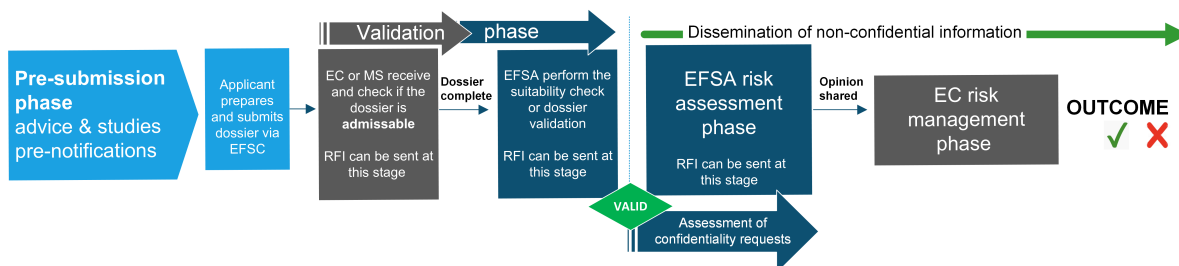 Pre-submission
phase
advice & studies
pre-notifications
Applicant
prepares
and submits
dossier via
EFSC
Validation phase
EC or MS receive
and check if the
dossier is
admissable
RFI can be sent at
this stage
Dossier
complete
EFSA perform the
suitability check
or dossier
validation
RFI can be sent at
this stage
VALID
Dissemination of non-confidential information
EFSA risk
assessment
phase
RFI can be sent at
this stage
Assessment of
confidentiality requests
Opinion
shared
EC risk
management
phase
OUTCOME